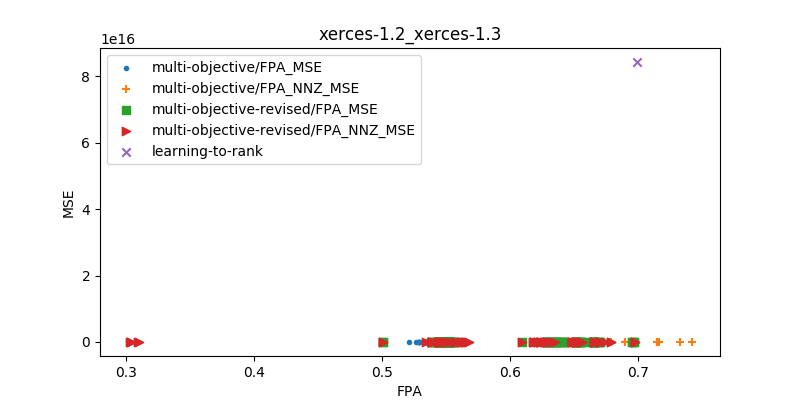 xerces-1.2_xerces-1.3
1e16
multi-objective/FPA_MSE
multi-objective/FPA_NNZ_MSE
multi-objective-revised/FPA_MSE
multi-objective-revised/FPA_NNZ_MSE
learning-to-rank
8
6
4
2
0
MSE
0.3 0.4 0.5 0.6 0.7
FPA